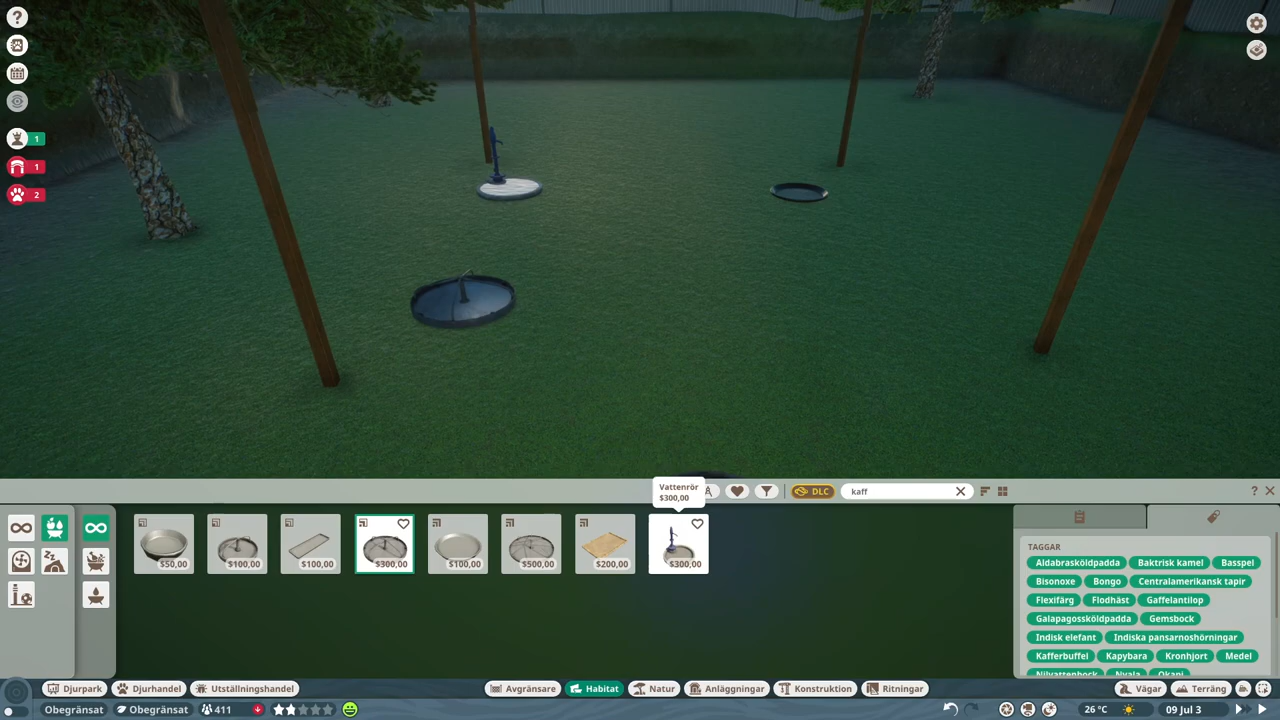 ?
1
1
2
Vattenrör
$300,00
DLC
kaff
?
$50,00
$100,00
$100,00
$300,00
$100,00
$500,00
$200,00
$300,00
TAGGAR
Aldabrasköldpadda Baktrisk kamel Basspel
Bisonoxe Bongo Centralamerikansk tapir
Flexifärg Flodhäst Gaffelantilop
Galapagossköldpadda Gemsbock
Indisk elefant Indiska pansarnoshörningar
Kafferbuffel Kapybara Kronhjort Medel
Nilvattenbock Nyala Okapi
Djurpark Djurhandel Utställningshandel Avgränsare Habitat Natur Anläggningar Konstruktion Ritningar Vägar Terräng
Obegränsat Obegränsat 411 26 °C 09 Jul 3